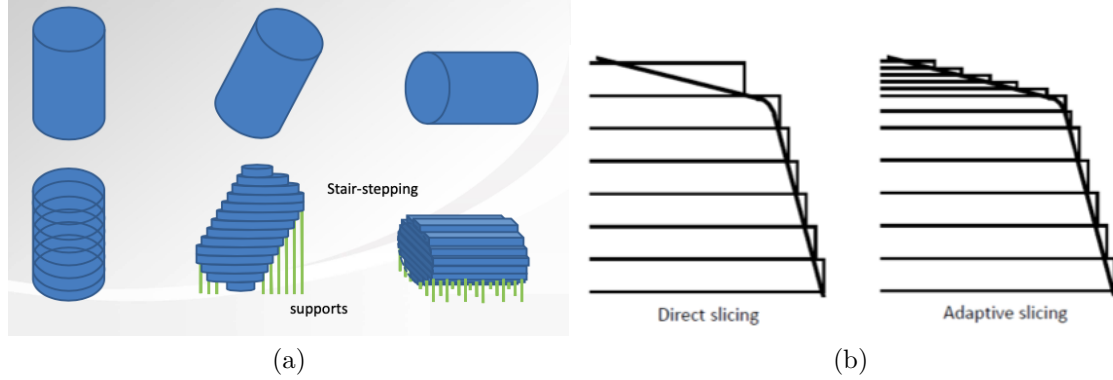 Stair-stepping
supports
Direct slicing
Adaptive slicing
(a)
(b)